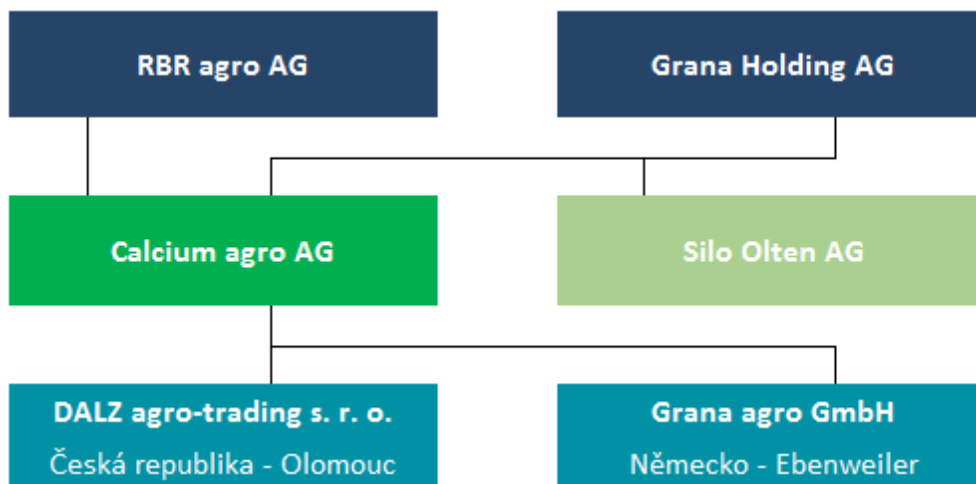 RBR agro AG
Grana Holding AG
Calcium agro AG
Silo Olten AG
DALZ agro-trading s. r. o.
Česká republika - Olomouc
Grana agro GmbH
Německo - Ebenweiler